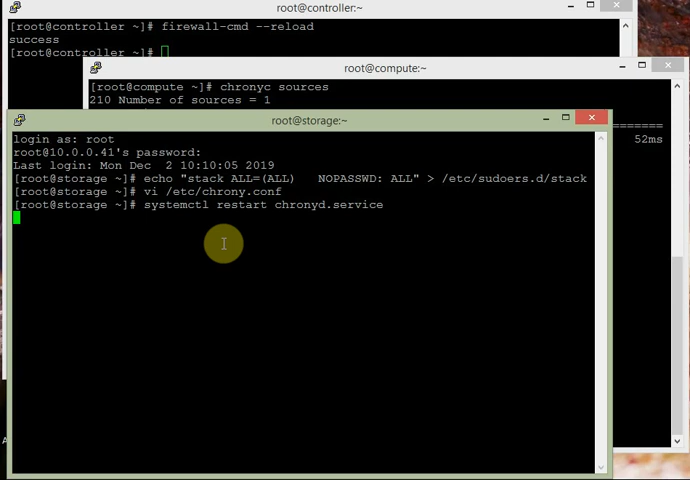 root@controller:~
[root@controller ~]# firewall-cmd --reload
success
[root@controller ~]#
root@compute:~
[root@compute ~]# chronyc sources
210 Number of sources = 1
=======
52ms
root@storage:~
login as: root
root@10.0.0.41's password:
Last login: Mon Dec  2 10:10:05 2019
[root@storage ~]# echo "stack ALL=(ALL)   NOPASSWD: ALL" > /etc/sudoers.d/stack
[root@storage ~]# vi /etc/chrony.conf
[root@storage ~]# systemctl restart chronyd.service